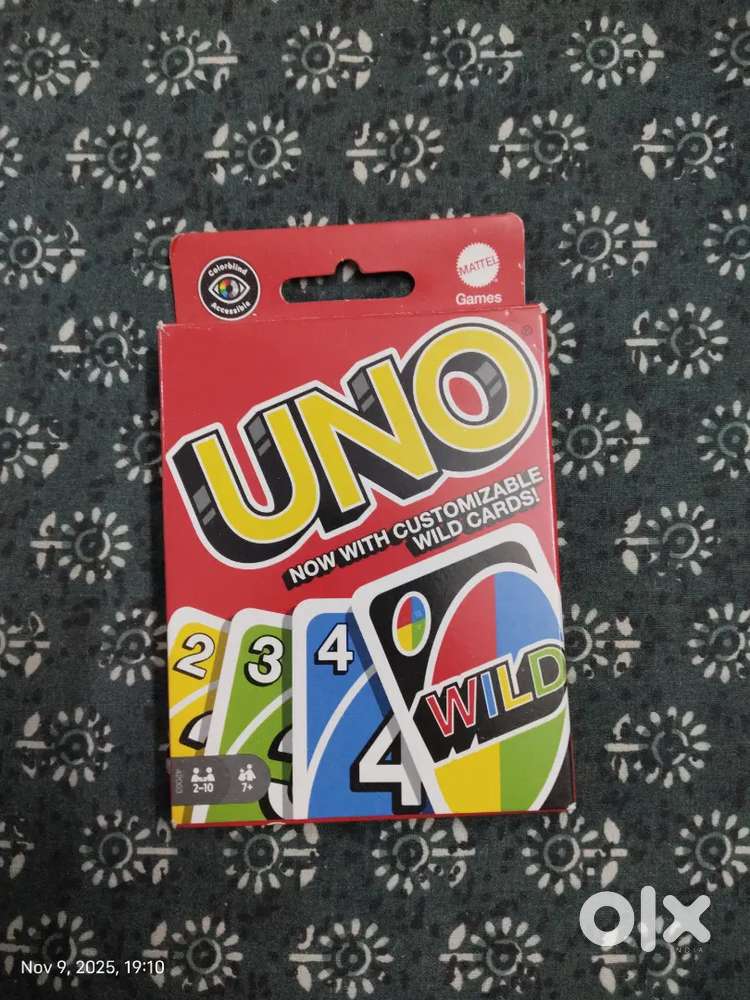 Colorblind
Accessible
MATTEL
Games
UNO®
NOW WITH CUSTOMIZABLE
WILD CARDS!
2
3
4
4
WILD
2-10
7+
olx
INDIA
Nov 9, 2025, 19:10